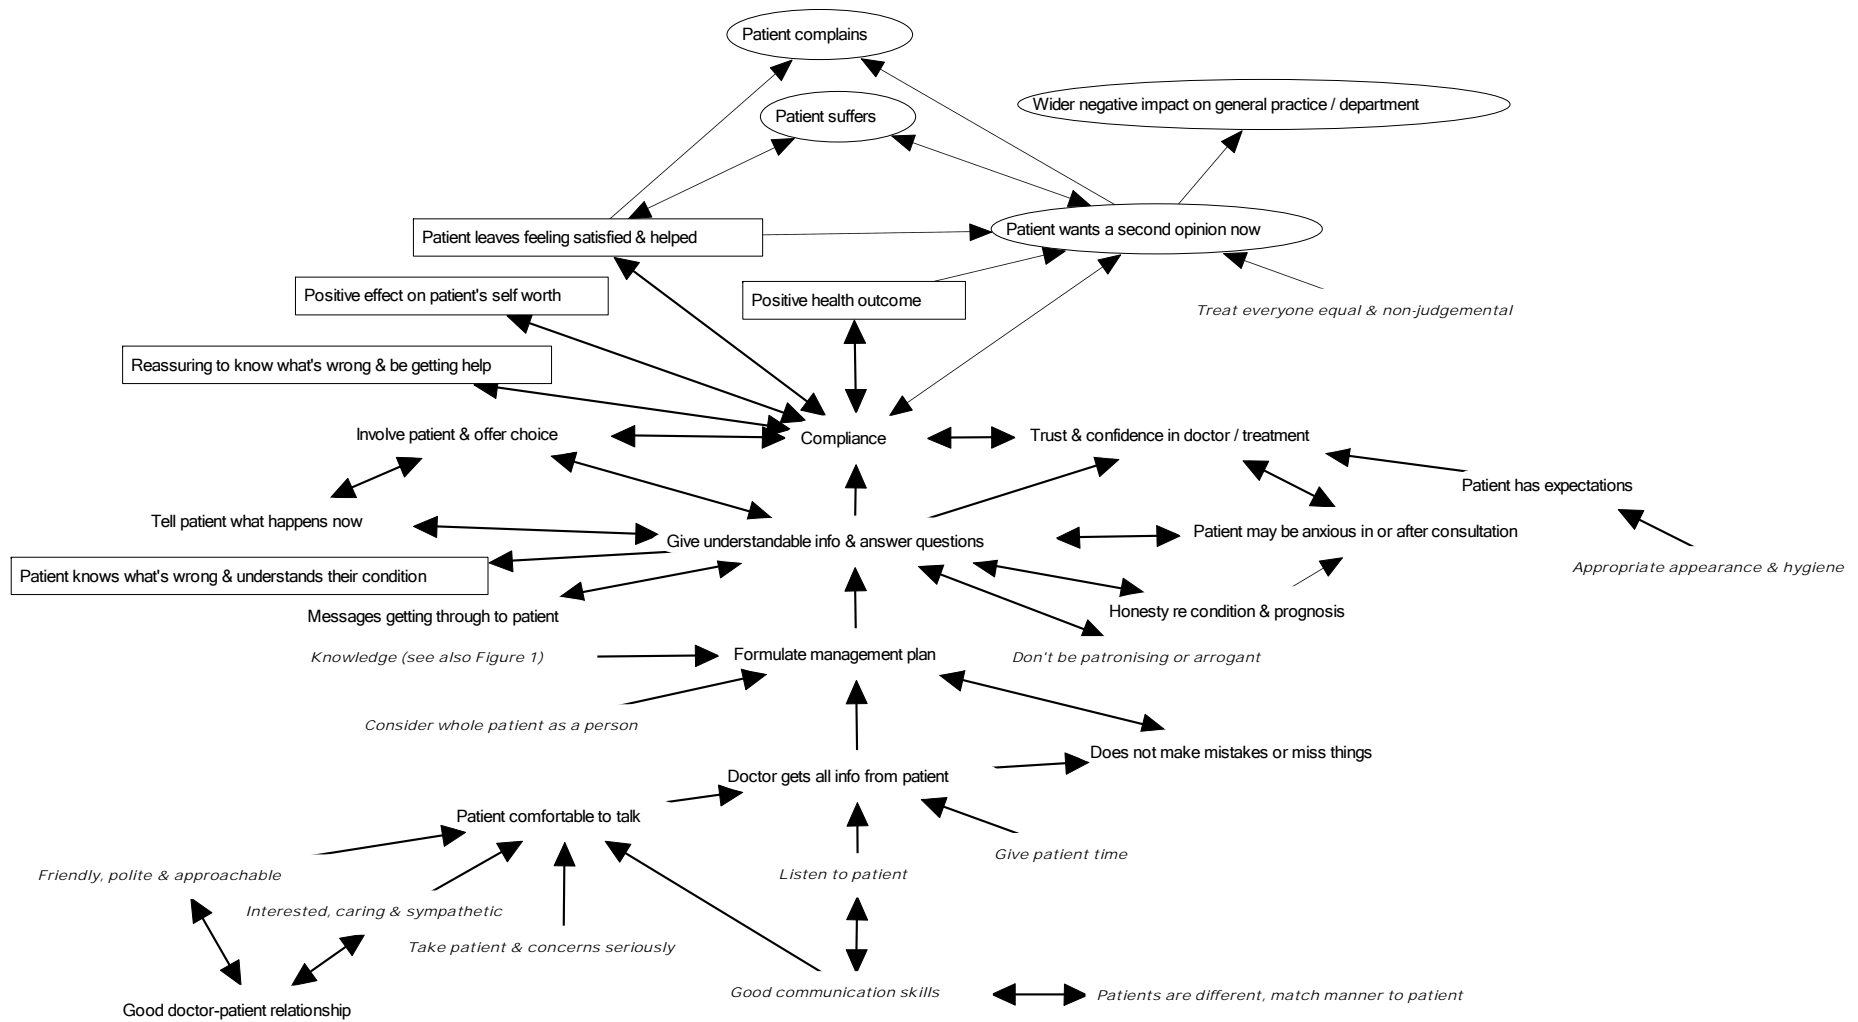 Patient complains
Wider negative impact on general practice / department
Patient suffers
Patient wants a second opinion now
Patient leaves feeling satisfied & helped
Positive effect on patient's self worth
Positive health outcome
Treat everyone equal & non-judgemental
Reassuring to know what's wrong & be getting help
Involve patient & offer choice
Compliance
Trust & confidence in doctor / treatment
Patient has expectations
Tell patient what happens now
Give understandable info & answer questions
Patient may be anxious in or after consultation
Appropriate appearance & hygiene
Patient knows what's wrong & understands their condition
Messages getting through to patient
Honesty re condition & prognosis
Knowledge (see also Figure 1)
Formulate management plan
Don't be patronising or arrogant
Consider whole patient as a person
Does not make mistakes or miss things
Doctor gets all info from patient
Patient comfortable to talk
Give patient time
Friendly, polite & approachable
Listen to patient
Interested, caring & sympathetic
Take patient & concerns seriously
Good communication skills
Patients are different, match manner to patient
Good doctor-patient relationship